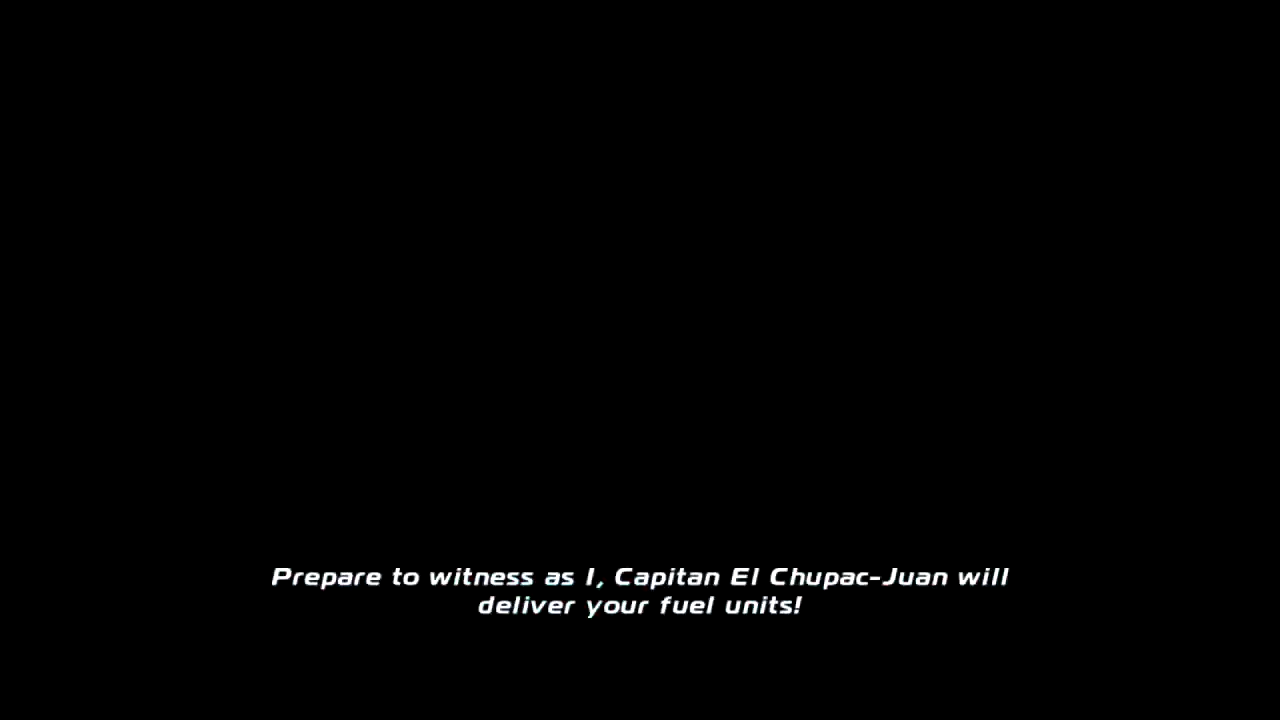 Prepare to witness as I, Capitan El Chupac-Juan will
deliver your fuel units!